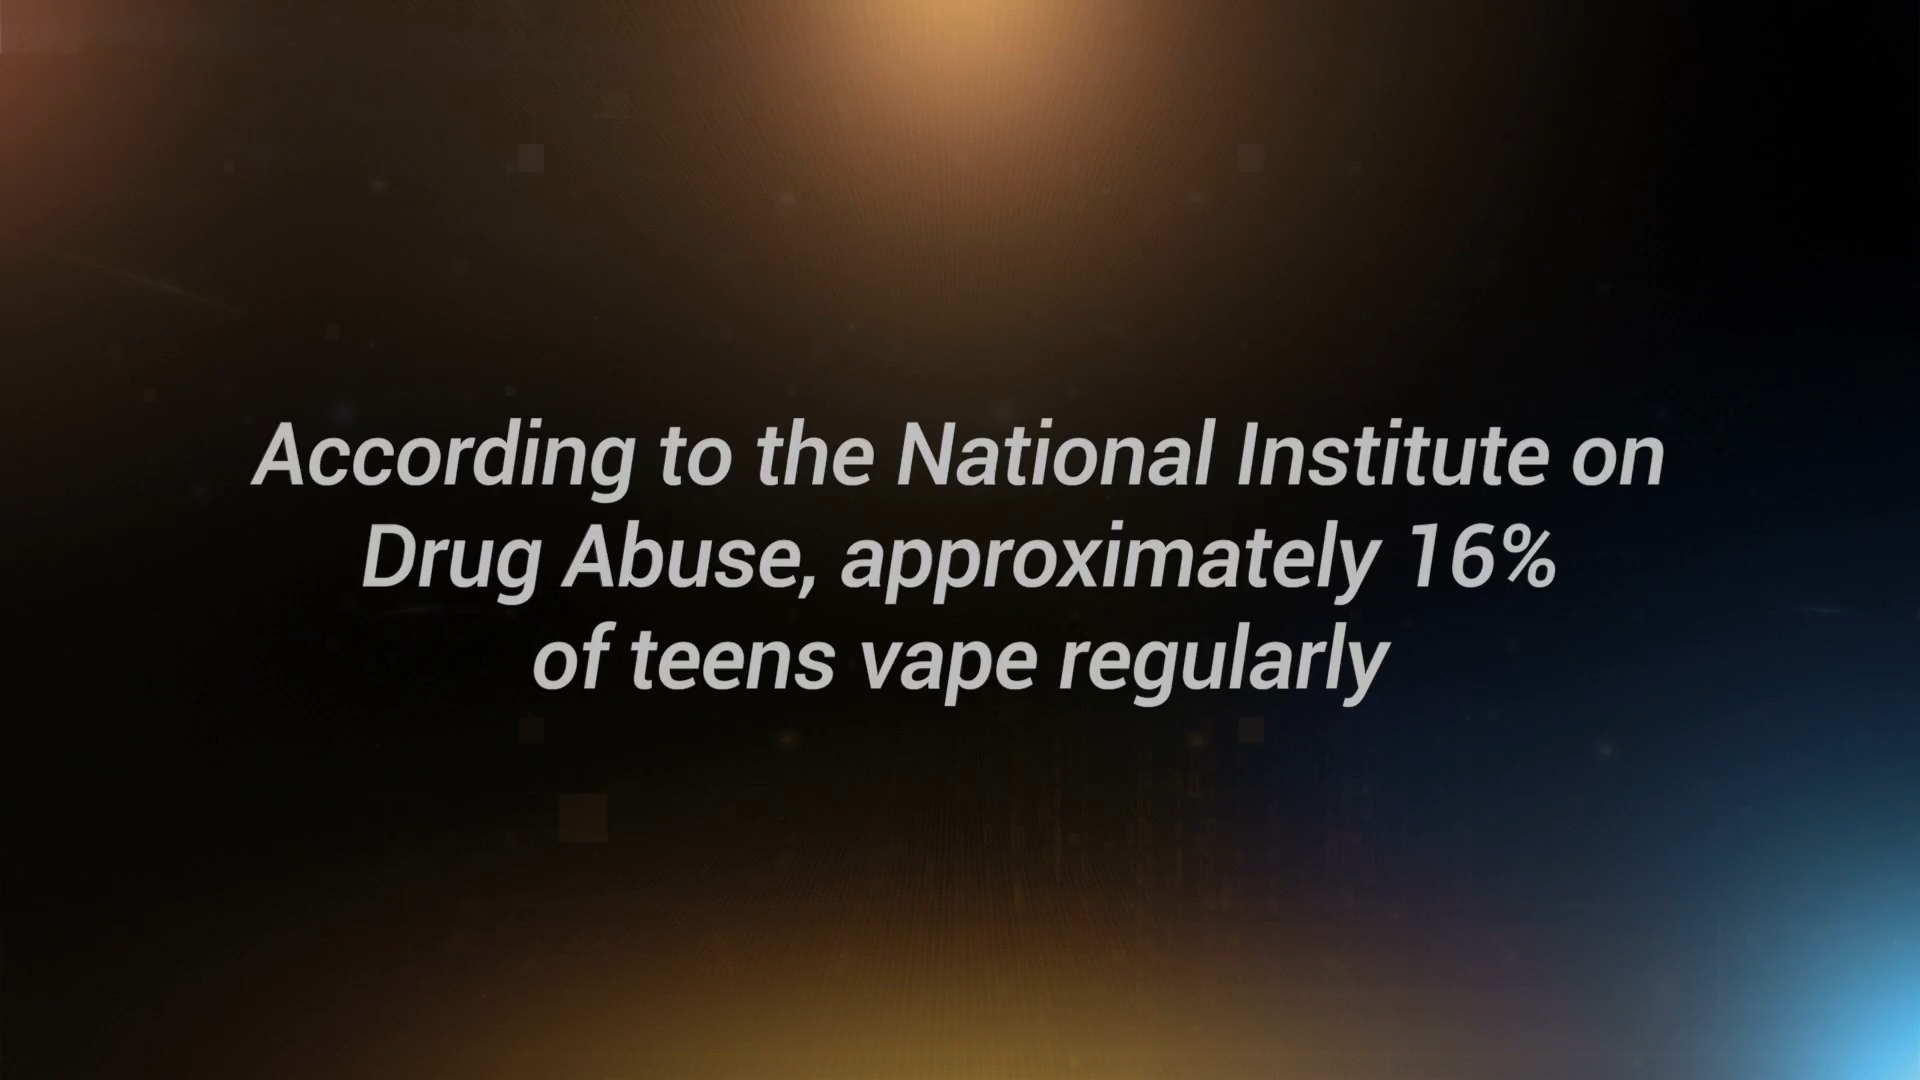 According to the National Institute on
Drug Abuse, approximately 16%
of teens vape regularly